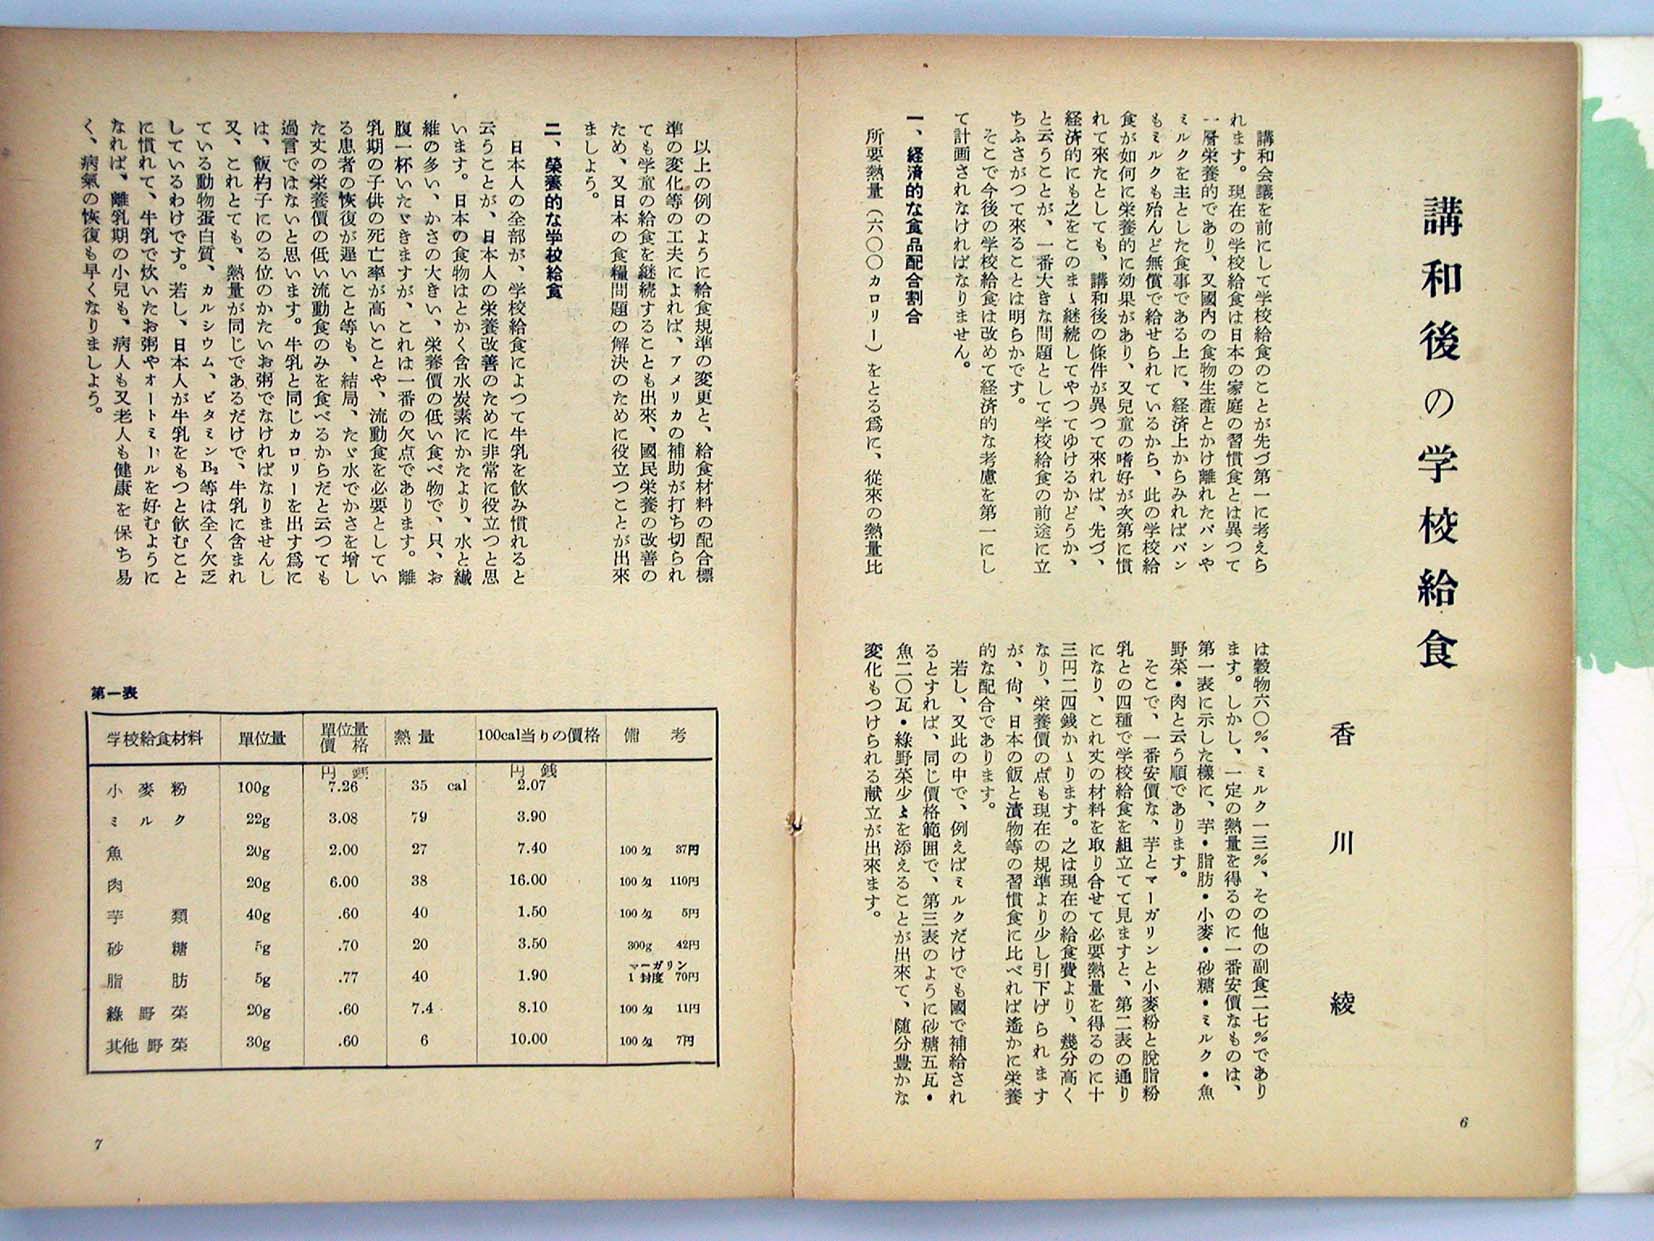 講和後の学校給食
香川綾
講和会議を前にして学校給食のことが先づ第一に考えら
れます。現在の学校給食は日本の家庭の習慣食とは異つて
一層栄養的であり、又國内の食物生産とかけ離れたパンや
ミルクを主とした食事である上に、経済上からみればパン
もミルクも殆んど無償で給せられているから、此の学校給
食が如何に栄養的に効果があり、又兒童の嗜好が次第に慣
れて來たとしても、講和後の條件が異つて來れば、先づ、
経済的にも之をこのまゝ継続してやつてゆけるかどうか、
と云うことが、一番大きな問題として学校給食の前途に立
ちふさがつて來ることは明らかです。
そこで今後の学校給食は改めて経済的な考慮を第一にし
て計画されなければなりません。
一、経済的な食品配合割合
所要熱量(六〇〇カロリー)をとる爲に、從來の熱量比
は穀物六〇%、ミルク一三%、その他の副食二七%であり
ます。しかし、一定の熱量を得るのに一番安價なものは、
第一表に示した様に、芋・脂肪・小麥・砂糖・ミルク・魚
野菜・肉と云う順であります。
そこで、一番安價な、芋とマーガリンと小麥粉と脱脂粉
乳との四種で学校給食を組立てて見ますと、第二表の通り
になり、これ丈の材料を取り合せて必要熱量を得るのに十
三円二四銭かゝります。之は現在の給食費より、幾分高く
なり、栄養價の点も現在の規準より少し引下げられます
が、尙、日本の飯と漬物等の習慣食に比べれば遙かに栄養
的な配合であります。
若し、又此の中で、例えばミルクだけでも國で補給され
るとすれば、同じ價格範囲で、第三表のように砂糖五瓦・
魚二〇瓦・綠野菜少々を添えることが出來て、随分豊かな
変化もつけられる献立が出來ます。
6
以上の例のように給食規準の変更と、給食材料の配合標
準の変化等の工夫によれば、アメリカの補助が打ち切られ
ても学童の給食を継続することも出來、國民栄養の改善の
ため、又日本の食糧問題の解決のために役立つことが出來
ましよう。
二、榮養的な学校給食
日本人の全部が、学校給食によつて牛乳を飲み慣れると
云うことが、日本人の栄養改善のために非常に役立つと思
います。日本の食物はとかく含水炭素にかたより、水と繊
維の多い、かさの大きい、栄養價の低い食べ物で、只、お
腹一杯いたゞきますが、これは一番の欠点であります。離
乳期の子供の死亡率が高いことや、流動食を必要としてい
る患者の恢復が遅いこと等も、結局、たゞ水でかさを增し
た丈の栄養價の低い流動食のみを食べるからだと云つても
過言ではないと思います。牛乳と同じカロリーを出す爲に
は、飯杓子にのる位のかたいお粥でなければなりませんし
又、これとても、熱量が同じであるだけで、牛乳に含まれ
ている動物蛋白質、カルシウム、ビタミンB₂等は全く欠乏
しているわけです。若し、日本人が牛乳をもつと飲むこと
に慣れて、牛乳で炊いたお粥やオートミールを好むように
なれば、離乳期の小兒も、病人も又老人も健康を保ち易
く、病氣の恢復も早くなりましよう。
第一表
学校給食材料 單位量 單位量價格 熱量 100cal当りの價格 備考
円 銭 円 銭
小麥粉 100g 7.26 35 cal 2.07
ミルク 22g 3.08 79 3.90
魚 20g 2.00 27 7.40 100匁 37円
肉 20g 6.00 38 16.00 100匁 110円
芋類 40g .60 40 1.50 100匁 5円
砂糖 5g .70 20 3.50 300g 42円
脂肪 5g .77 40 1.90 マーガリン 1封度 70円
綠野菜 20g .60 7.4 8.10 100匁 11円
其他野菜 30g .60 6 10.00 100匁 7円
7